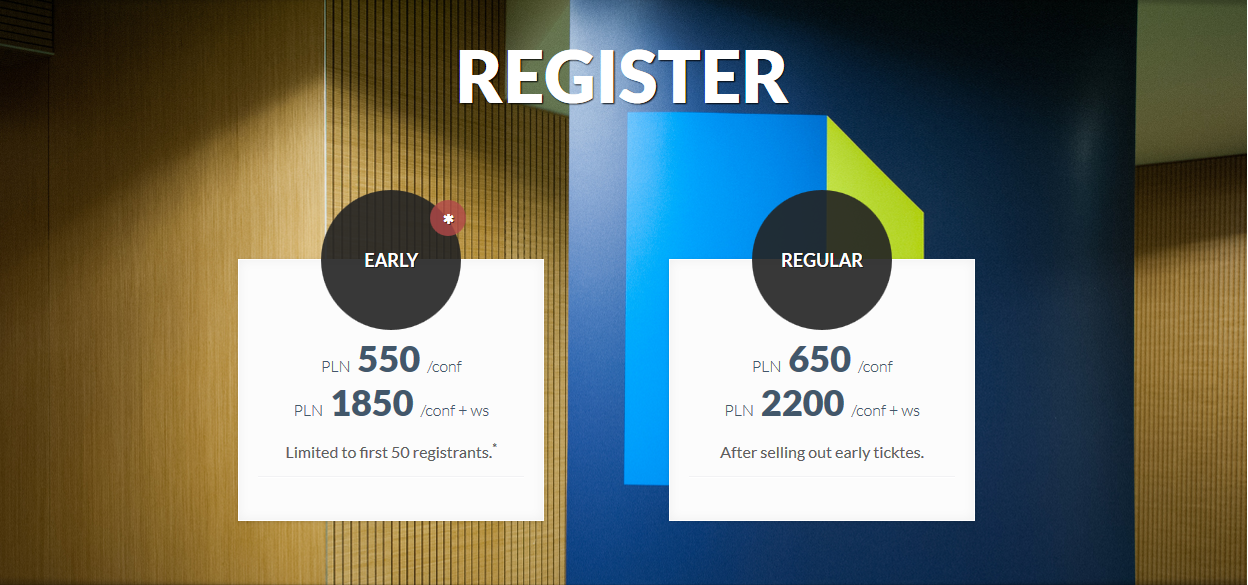 REGISTER
*
EARLY
PLN 550 /conf
PLN 1850 /conf + ws
Limited to first 50 registrants.*
REGULAR
PLN 650 /conf
PLN 2200 /conf + ws
After selling out early ticktes.